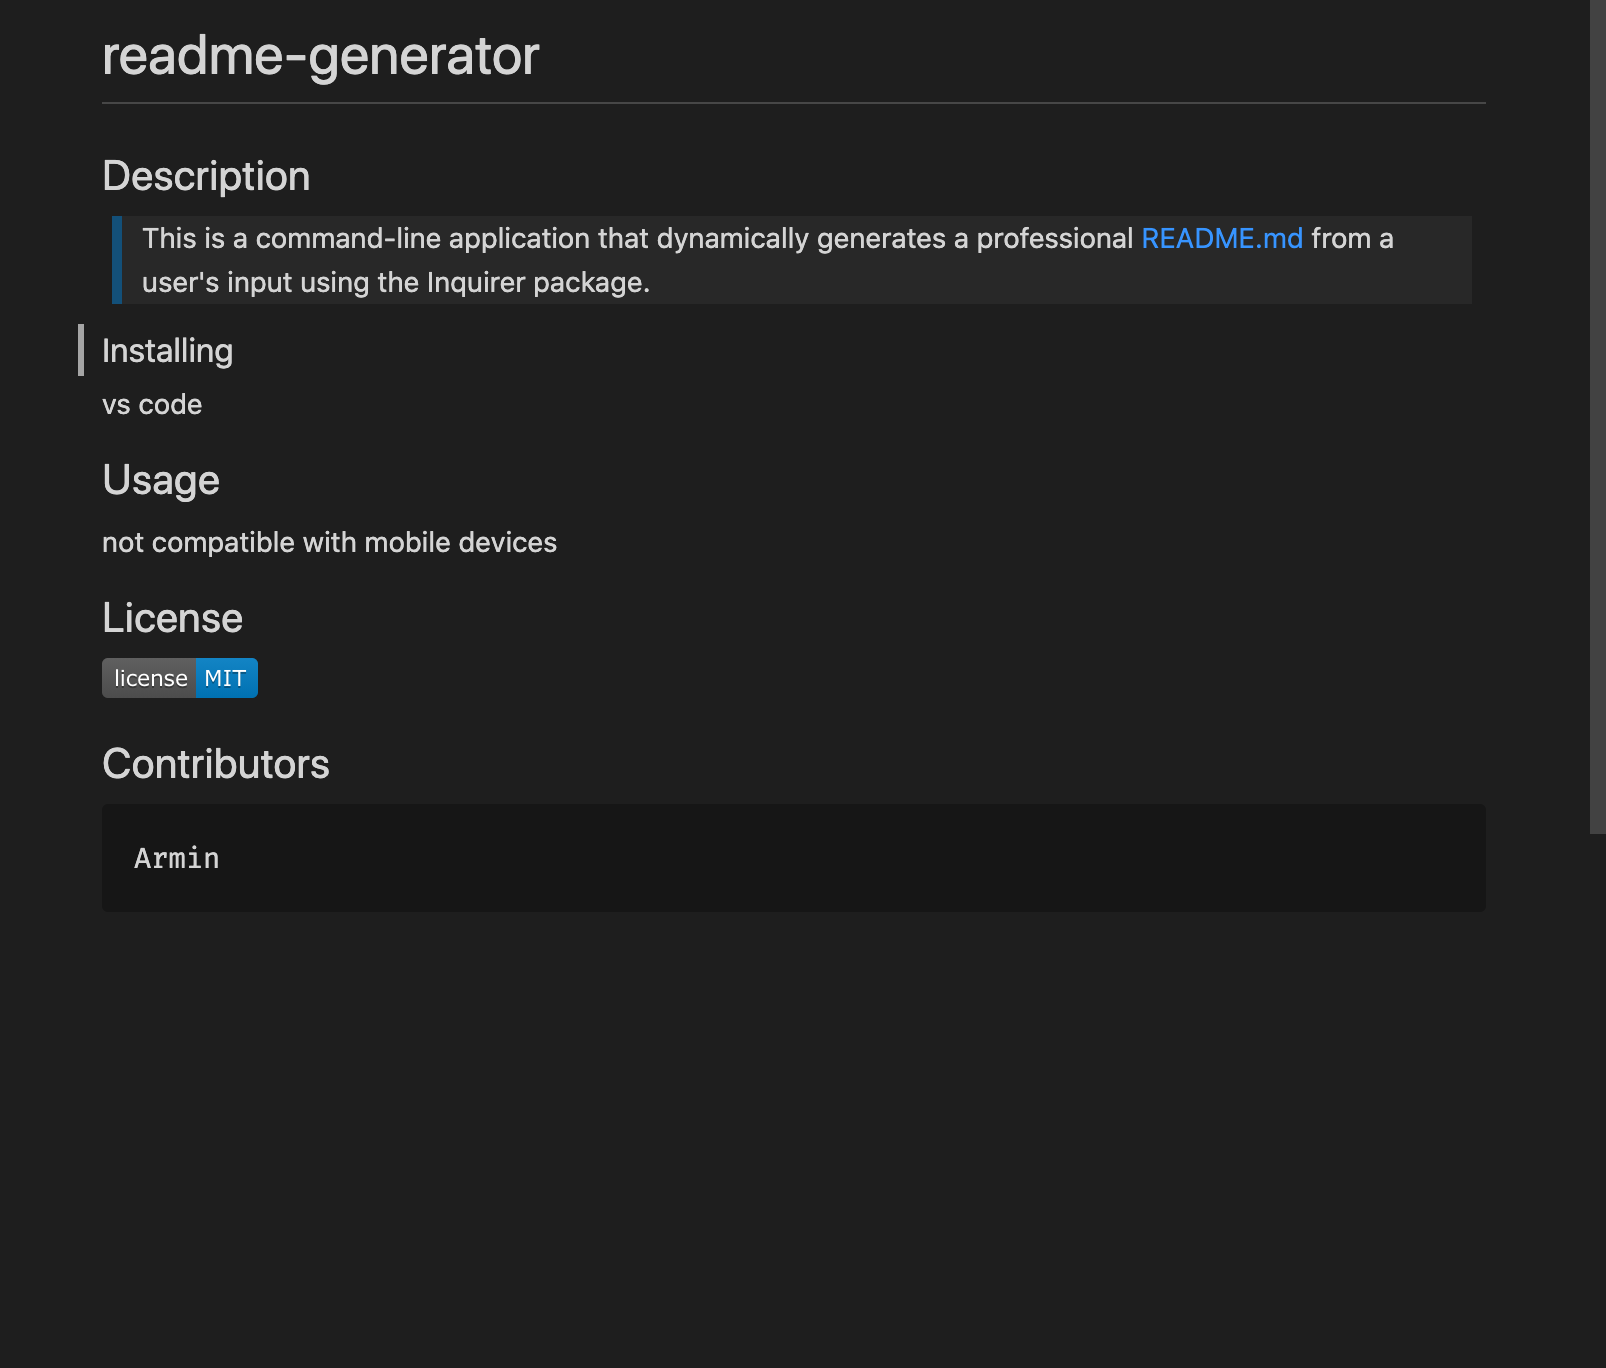 readme-generator
Description
This is a command-line application that dynamically generates a professional README.md from a
user's input using the Inquirer package.
Installing
vs code
Usage
not compatible with mobile devices
License
license MIT
Contributors
Armin